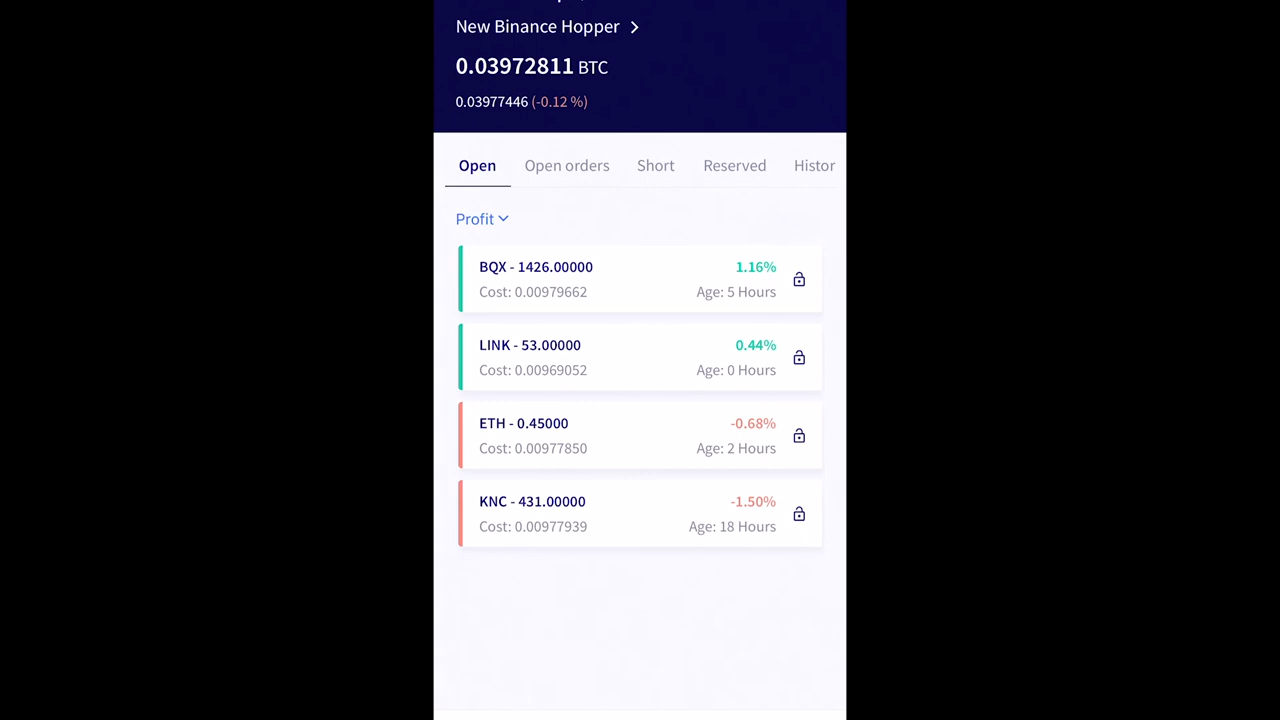 New Binance Hopper
0.03972811 BTC
0.03977446 (-0.12 %)
Open Open orders Short Reserved Histor
Profit
BQX - 1426.00000 1.16%
Cost: 0.00979662 Age: 5 Hours
LINK - 53.00000 0.44%
Cost: 0.00969052 Age: 0 Hours
ETH - 0.45000 -0.68%
Cost: 0.00977850 Age: 2 Hours
KNC - 431.00000 -1.50%
Cost: 0.00977939 Age: 18 Hours